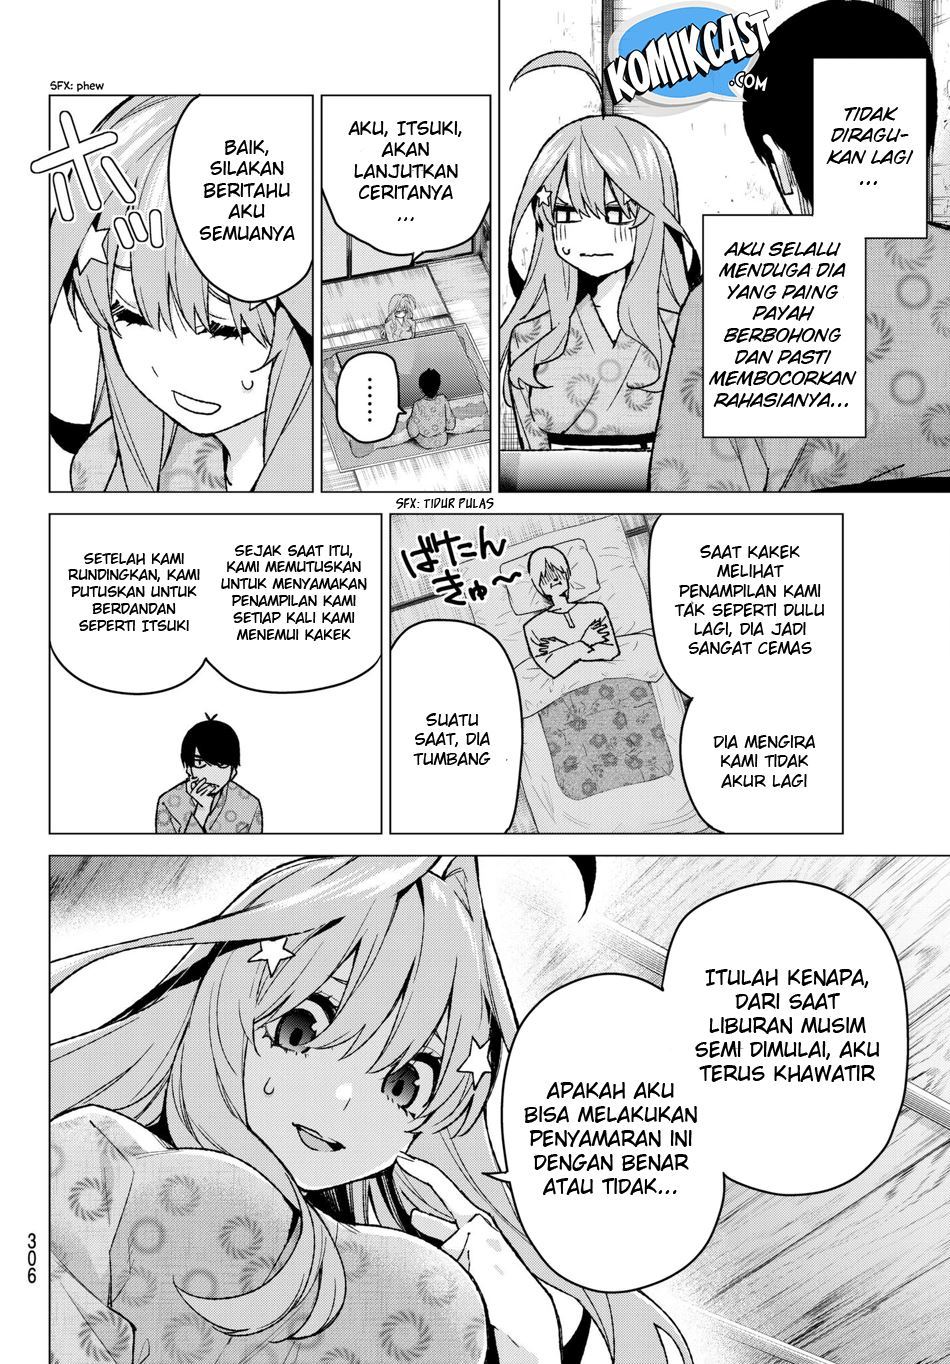 KOMIKCAST
.COM
TIDAK
DIRAGU-
KAN LAGI
...
AKU SELALU
MENDUGA DIA
YANG PAING
PAYAH
BERBOHONG
DAN PASTI
MEMBOCORKAN
RAHASIANYA...
AKU, ITSUKI,
AKAN
LANJUTKAN
CERITANYA
...
......
SFX: phew
BAIK,
SILAKAN
BERITAHU
AKU
SEMUANYA
ホッ
SFX: TIDUR PULAS
SAAT KAKEK
MELIHAT
PENAMPILAN KAMI
TAK SEPERTI DULU
LAGI, DIA JADI
SANGAT CEMAS
DIA MENGIRA
KAMI TIDAK
AKUR LAGI
ばたん
きゅ〜
SUATU
SAAT, DIA
TUMBANG
SEJAK SAAT ITU,
KAMI MEMUTUSKAN
UNTUK MENYAMAKAN
PENAMPILAN KAMI
SETIAP KALI KAMI
MENEMUI KAKEK
SETELAH KAMI
RUNDINGKAN, KAMI
PUTUSKAN UNTUK
BERDANDAN
SEPERTI ITSUKI
ITULAH KENAPA,
DARI SAAT
LIBURAN MUSIM
SEMI DIMULAI, AKU
TERUS KHAWATIR
APAKAH AKU
BISA MELAKUKAN
PENYAMARAN INI
DENGAN BENAR
ATAU TIDAK...
306